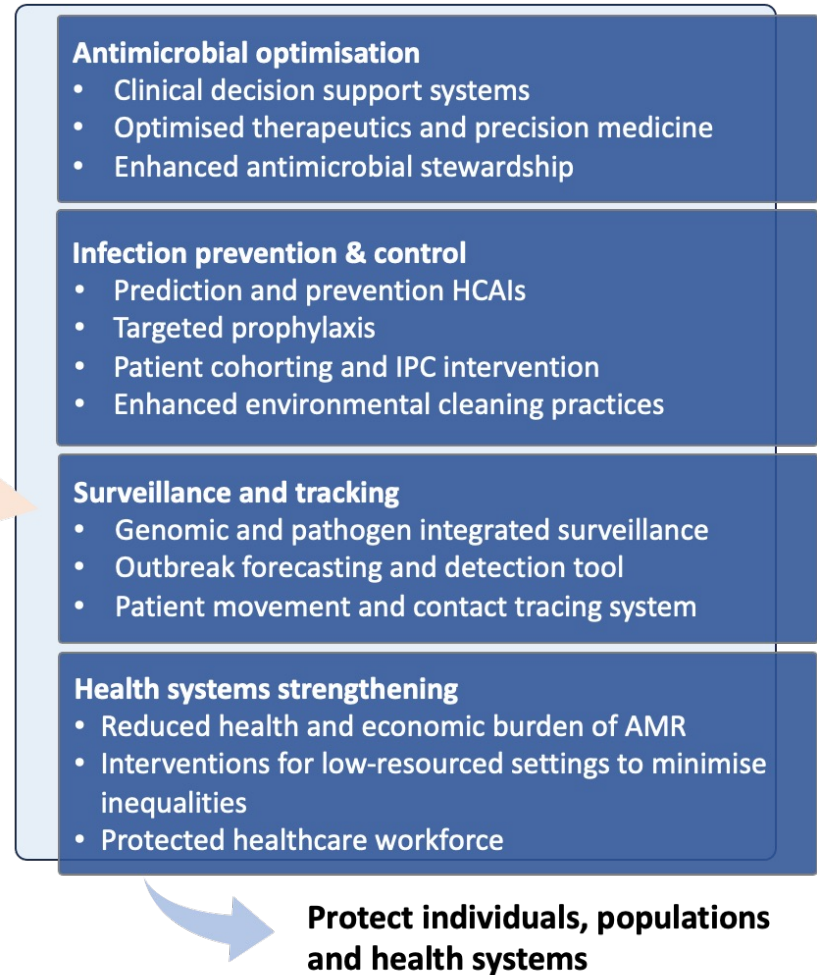 Antimicrobial optimisation
• Clinical decision support systems
• Optimised therapeutics and precision medicine
• Enhanced antimicrobial stewardship
Infection prevention & control
• Prediction and prevention HCAIs
• Targeted prophylaxis
• Patient cohorting and IPC intervention
• Enhanced environmental cleaning practices
Surveillance and tracking
• Genomic and pathogen integrated surveillance
• Outbreak forecasting and detection tool
• Patient movement and contact tracing system
Health systems strengthening
• Reduced health and economic burden of AMR
• Interventions for low-resourced settings to minimise
inequalities
• Protected healthcare workforce
Protect individuals, populations
and health systems